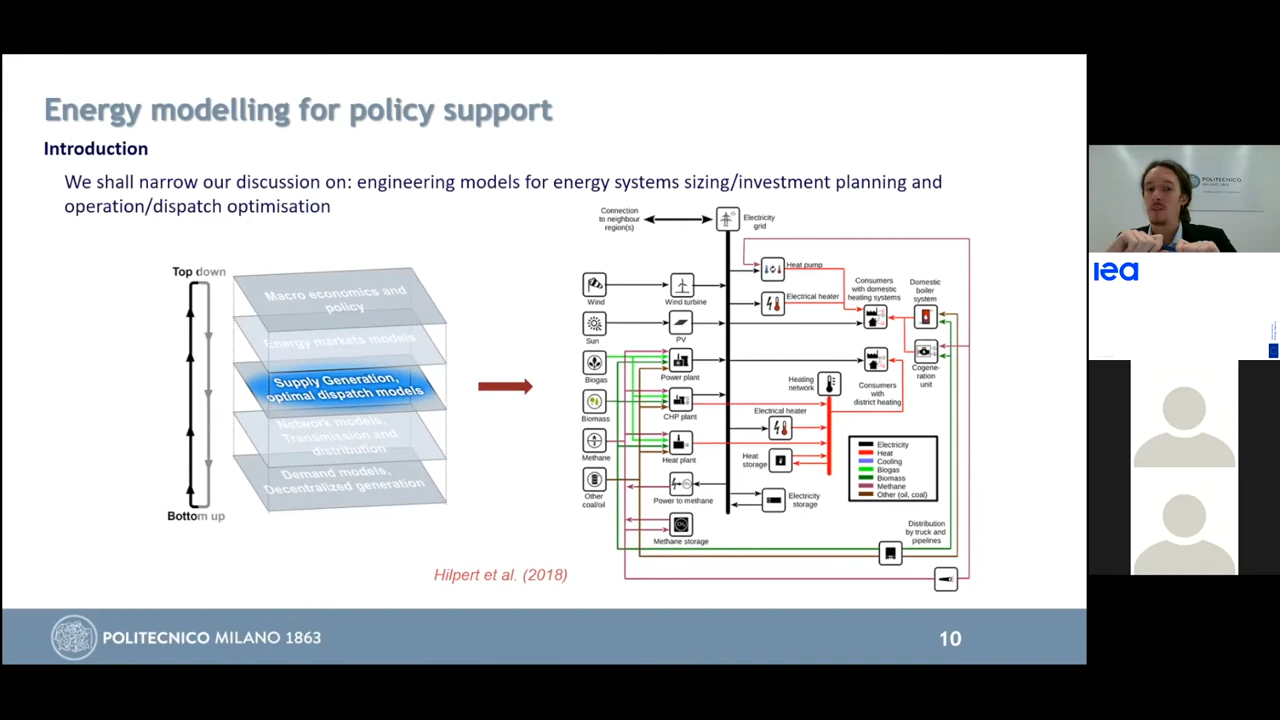 Energy modelling for policy support
Introduction
We shall narrow our discussion on: engineering models for energy systems sizing/investment planning and
operation/dispatch optimisation
Top down
Macro economics and
policy
Energy markets models
Supply Generation,
optimal dispatch models
Network models,
Transmission and
distribution
Demand models,
Decentralized generation
Bottom up
Connection
to neighbour
region(s)
Electricity
grid
Heat pump
Electrical heater
Consumers
with domestic
heating systems
Domestic
boiler
system
Wind
Wind turbine
Sun
PV
Biogas
Power plant
Biomass
CHP plant
Methane
Heat plant
Other
coal/oil
Power to methane
Methane storage
CH₄
Heating
network
Electrical heater
Heat
storage
Electricity
storage
Consumers
with
district heating
Cogene-
ration
unit
Electricity
Heat
Cooling
Biogas
Biomass
Methane
Other (oil, coal)
Distribution
by truck and
pipelines
Hilpert et al. (2018)
POLITECNICO MILANO 1863
10
POLITECNICO
MILANO 1863
iea